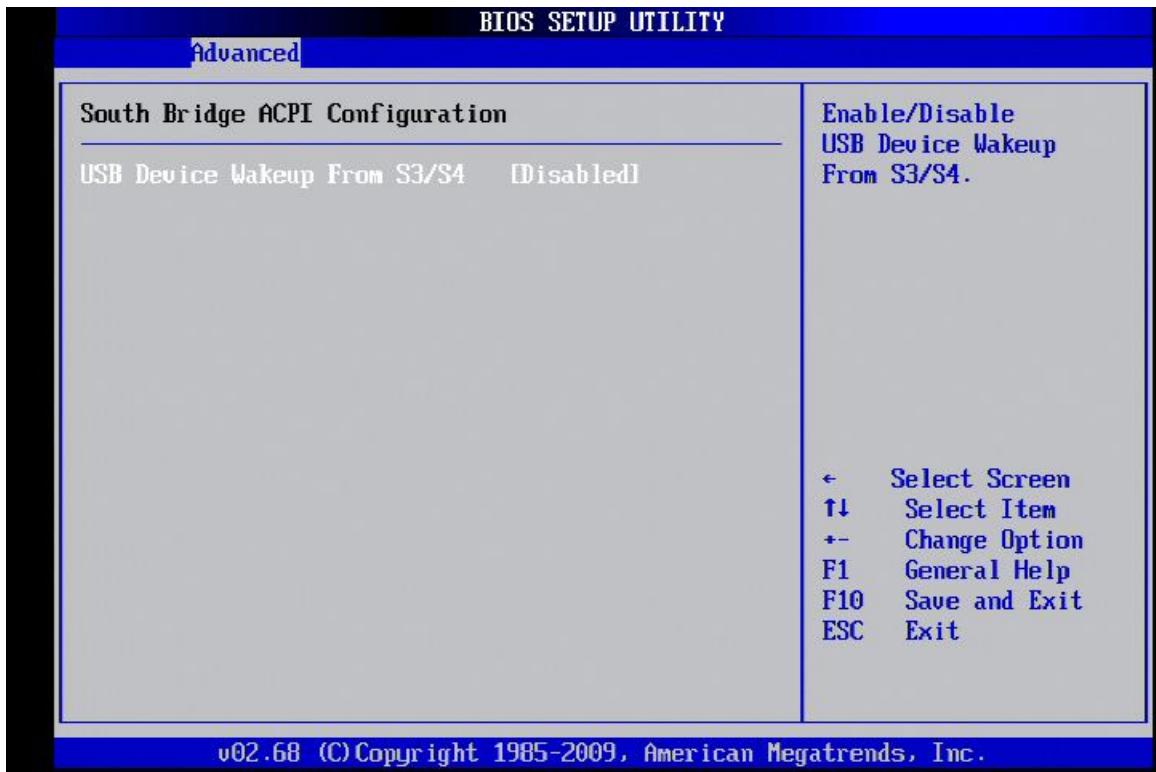 BIOS SETUP UTILITY
Advanced
South Bridge ACPI Configuration
USB Device Wakeup From S3/S4 [Disabled]
Enable/Disable
USB Device Wakeup
From S3/S4.
← Select Screen
↑↓ Select Item
+- Change Option
F1 General Help
F10 Save and Exit
ESC Exit
v02.68 (C)Copyright 1985-2009, American Megatrends, Inc.